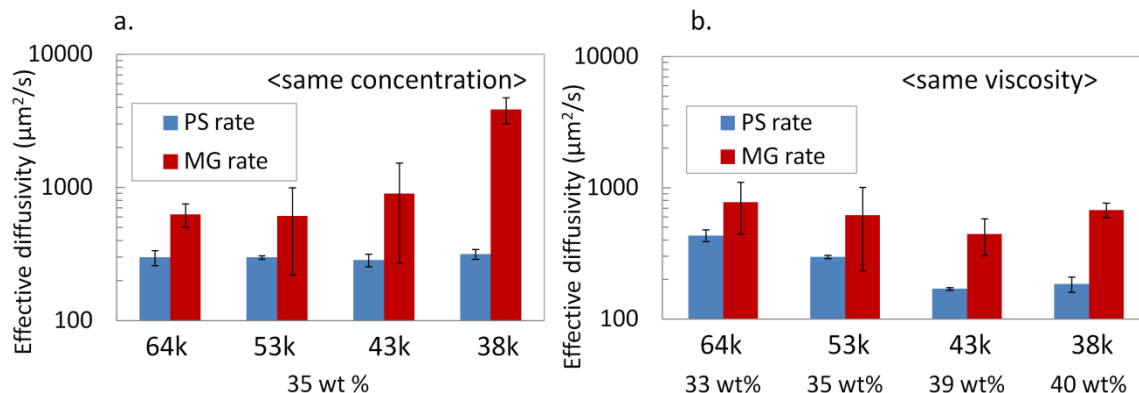 a.
10000
<same concentration>
PS rate
MG rate
1000
100
Effective diffusivity (µm²/s)
64k 53k 43k 38k
35 wt %
b.
10000
<same viscosity>
PS rate
MG rate
1000
100
Effective diffusivity (µm²/s)
64k 53k 43k 38k
33 wt% 35 wt% 39 wt% 40 wt%